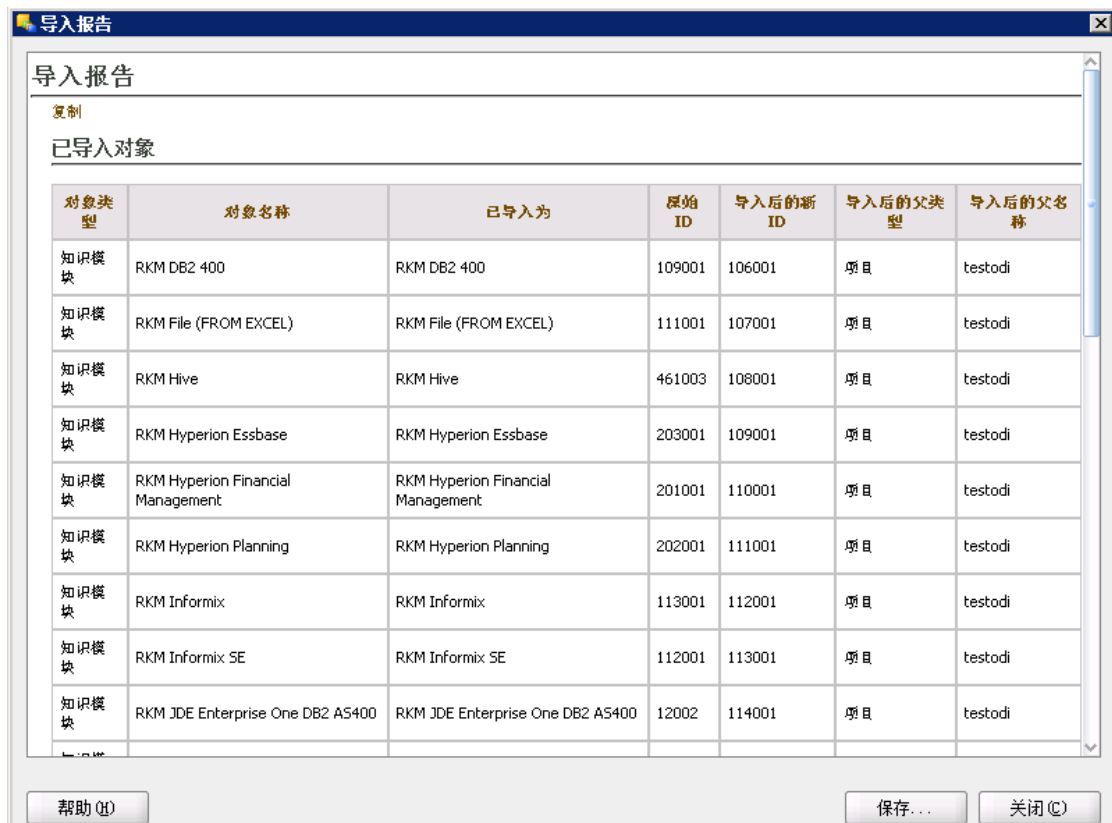 导入报告
导入报告
复制
已导入对象
对象类型 对象名称 已导入为 原始 ID 导入后的新 ID 导入后的父类型 导入后的父名称
知识模块 RKM DB2 400 RKM DB2 400 109001 106001 项目 testodi
知识模块 RKM File (FROM EXCEL) RKM File (FROM EXCEL) 111001 107001 项目 testodi
知识模块 RKM Hive RKM Hive 461003 108001 项目 testodi
知识模块 RKM Hyperion Essbase RKM Hyperion Essbase 203001 109001 项目 testodi
知识模块 RKM Hyperion Financial Management RKM Hyperion Financial Management 201001 110001 项目 testodi
知识模块 RKM Hyperion Planning RKM Hyperion Planning 202001 111001 项目 testodi
知识模块 RKM Informix RKM Informix 113001 112001 项目 testodi
知识模块 RKM Informix SE RKM Informix SE 112001 113001 项目 testodi
知识模块 RKM JDE Enterprise One DB2 AS400 RKM JDE Enterprise One DB2 AS400 12002 114001 项目 testodi
帮助(H) 保存... 关闭(C)